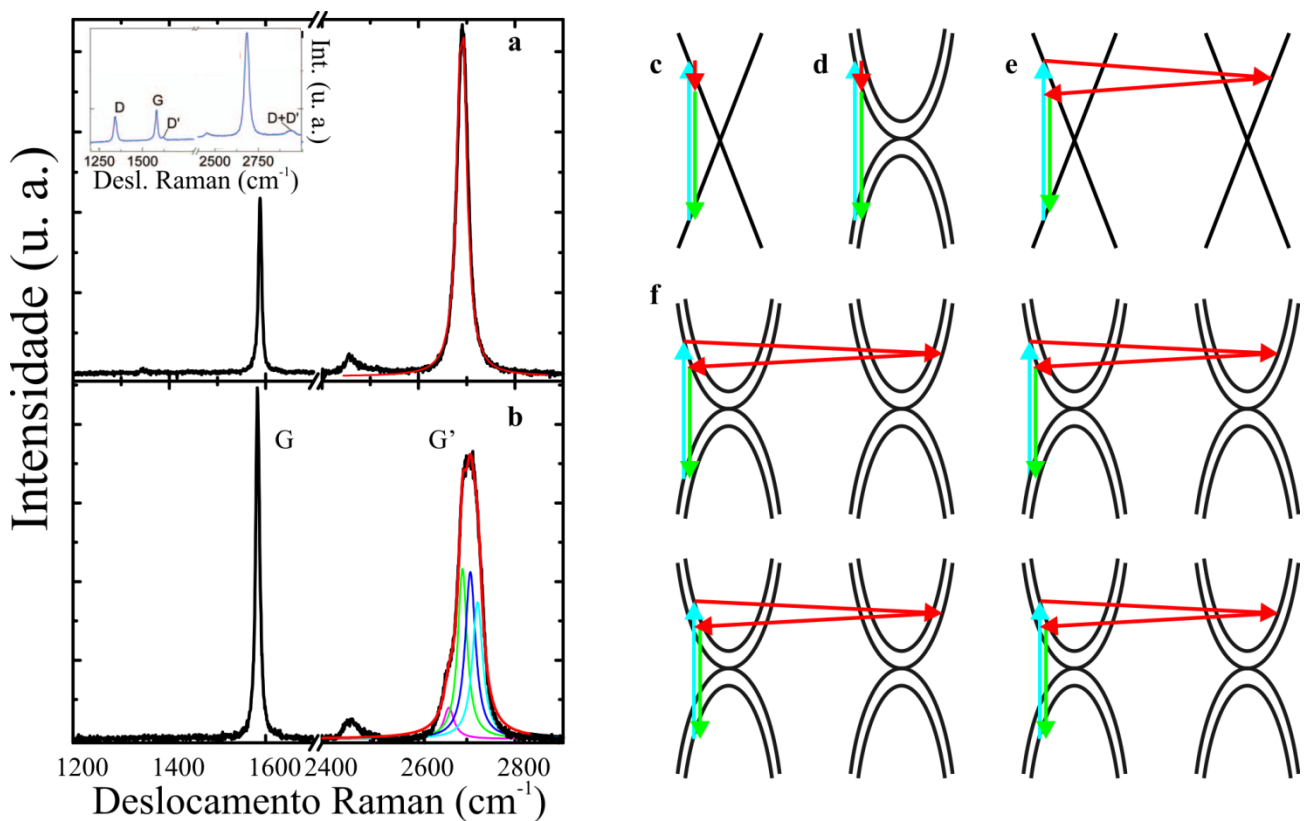 Int. (u. a.)
D
G
D'
D+D'
1250
1500
2500
2750
Desl. Raman (cm⁻¹)
a
b
G
G’
Intensidade (u. a.)
1200
1400
1600
2400
2600
2800
Deslocamento Raman (cm⁻¹)
c
d
e
f